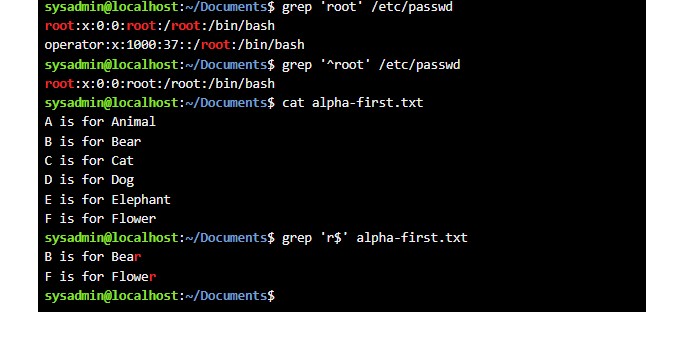 sysadmin@localhost:~/Documents$ grep 'root' /etc/passwd
root:x:0:0:root:/root:/bin/bash
operator:x:1000:37::/root:/bin/bash
sysadmin@localhost:~/Documents$ grep '^root' /etc/passwd
root:x:0:0:root:/root:/bin/bash
sysadmin@localhost:~/Documents$ cat alpha-first.txt
A is for Animal
B is for Bear
C is for Cat
D is for Dog
E is for Elephant
F is for Flower
sysadmin@localhost:~/Documents$ grep 'r$' alpha-first.txt
B is for Bear
F is for Flower
sysadmin@localhost:~/Documents$